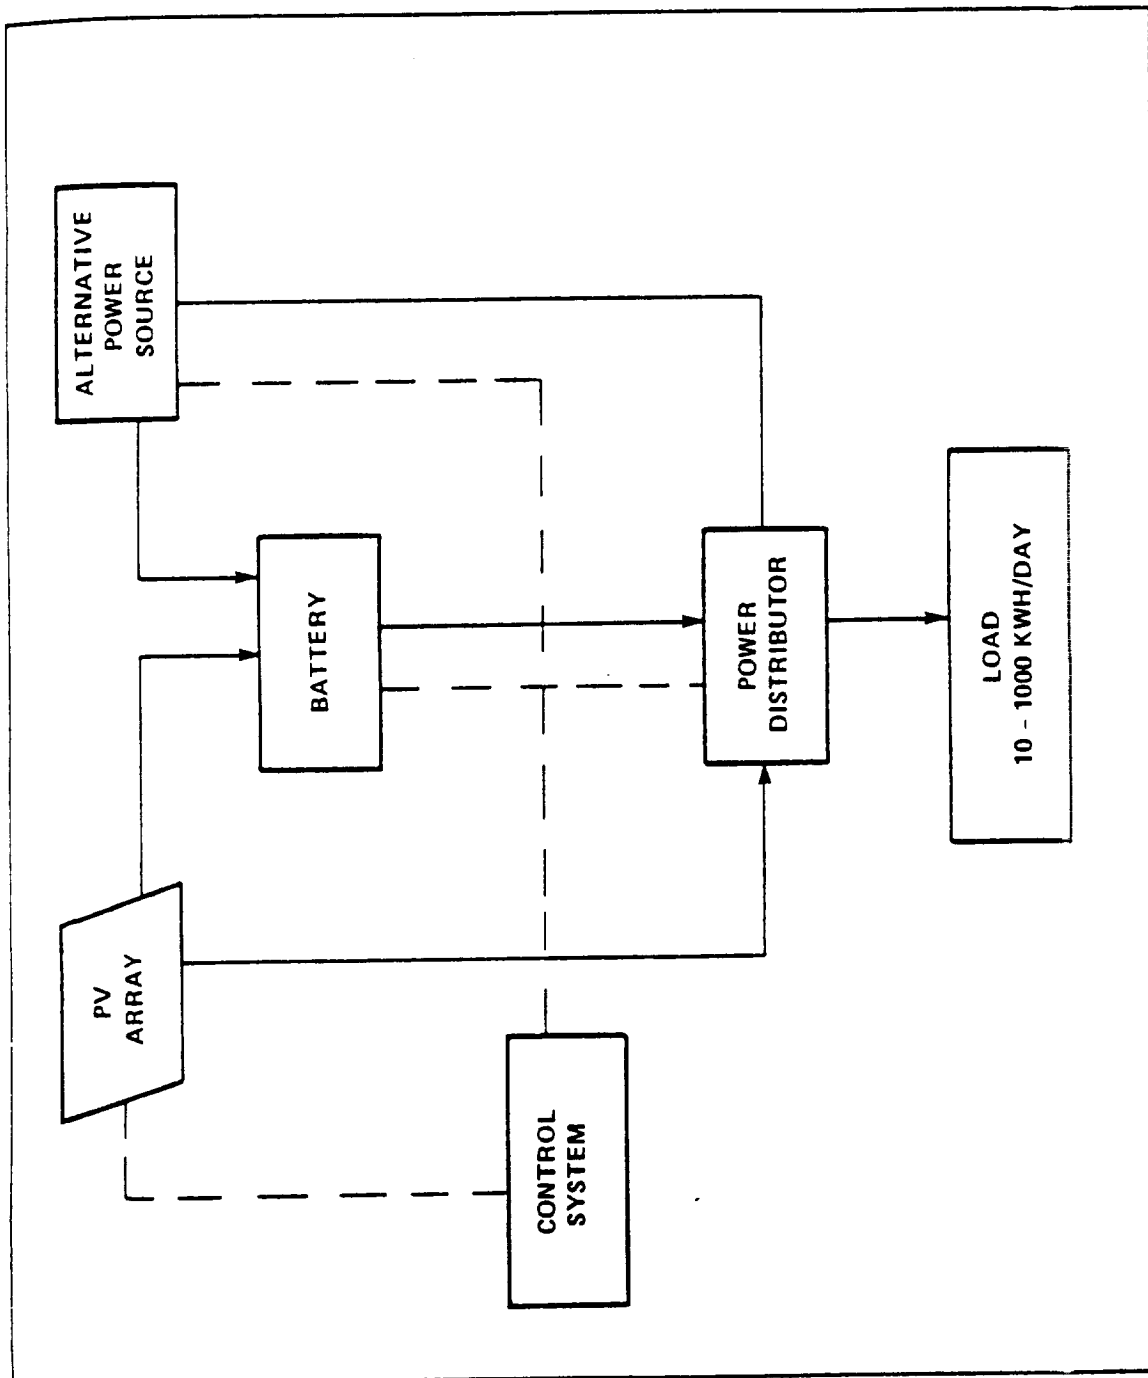 PV
ARRAY
ALTERNATIVE
POWER
SOURCE
BATTERY
CONTROL
SYSTEM
POWER
DISTRIBUTOR
LOAD
10 - 1000 KWH/DAY